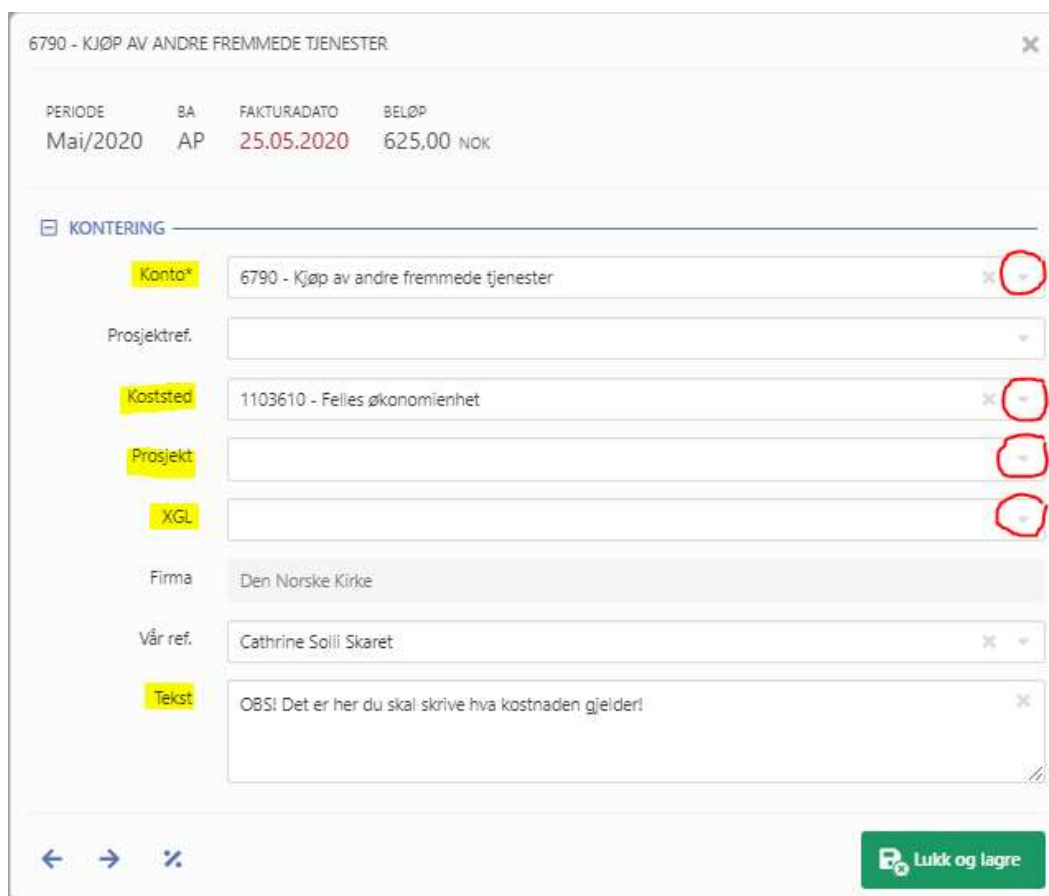 6790 - KJØP AV ANDRE FREMMEDE TJENESTER
PERIODE BA FAKTURADATO BELØP
Mai/2020 AP 25.05.2020 625,00 NOK
KONTERING
Konto* 6790 - Kjøp av andre fremmede tjenester
Prosjektref.
Koststed 1103610 - Felles økonomienhet
Prosjekt
XGL
Firma Den Norske Kirke
Vår ref. Cathrine Solli Skaret
Tekst OBS! Det er her du skal skrive hva kostnaden gjelder!
Lukk og lagre